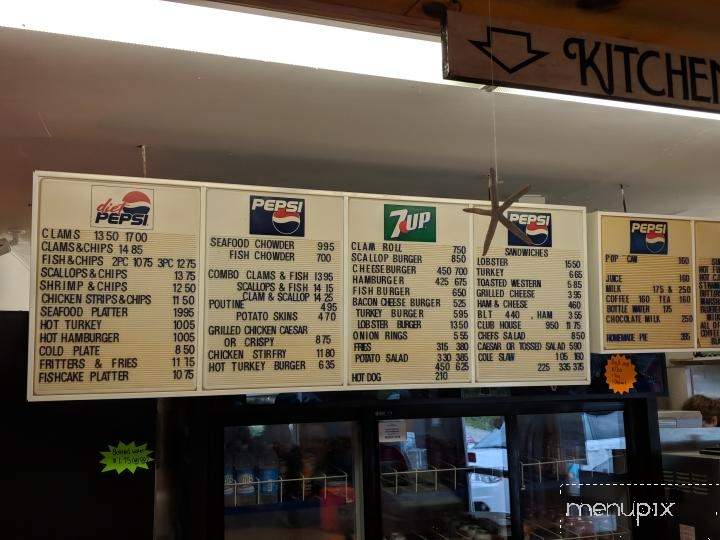 KITCHEN
diet PEPSI
CLAMS 13 50 17 00
CLAMS & CHIPS 14 85
FISH & CHIPS 2PC 10 75 3PC 12 75
SCALLOPS & CHIPS 13 75
SHRIMP & CHIPS 12 50
CHICKEN STRIPS & CHIPS 11 50
SEAFOOD PLATTER 19 95
HOT TURKEY 10 05
HOT HAMBURGER 10 05
COLD PLATE 8 50
FRITTERS & FRIES 11 15
FISHCAKE PLATTER 10 75
PEPSI
SEAFOOD CHOWDER 9 95
FISH CHOWDER 7 00
COMBO CLAMS & FISH 13 95
SCALLOPS & FISH 14 15
CLAM & SCALLOP 14 25
POUTINE 4 95
POTATO SKINS 4 70
GRILLED CHICKEN CAESAR
OR CRISPY 8 75
CHICKEN STIRFRY 11 80
HOT TURKEY BURGER 6 35
7UP
CLAM ROLL 7 50
SCALLOP BURGER 8 50
CHEESEBURGER 4 50 7 00
HAMBURGER 4 25 6 75
FISH BURGER 6 50
BACON CHEESE BURGER 5 25
TURKEY BURGER 5 95
LOBSTER BURGER 13 50
ONION RINGS 5 55
FRIES 3 15 3 80
POTATO SALAD 3 30 3 85
4 50 6 25
HOT DOG 2 10
PEPSI
SANDWICHES
LOBSTER 15 50
TURKEY 6 65
TOASTED WESTERN 5 85
GRILLED CHEESE 3 95
HAM & CHEESE 4 60
BLT 4 40 , HAM 3 55
CLUB HOUSE 9 50 11 75
CHEFS SALAD 8 50
CAESAR OR TOSSED SALAD 5 90
COLE SLAW 1 05 1 60
2 25 3 35 3 75
PEPSI
POP CAN 1 60
JUICE 1 60
MILK 1 75 & 2 50
COFFEE 1 60 TEA 1 60
BOTTLE WATER 1 75
CHOCOLATE MILK 2 50
HOMEMADE PIE 3 95
menupix